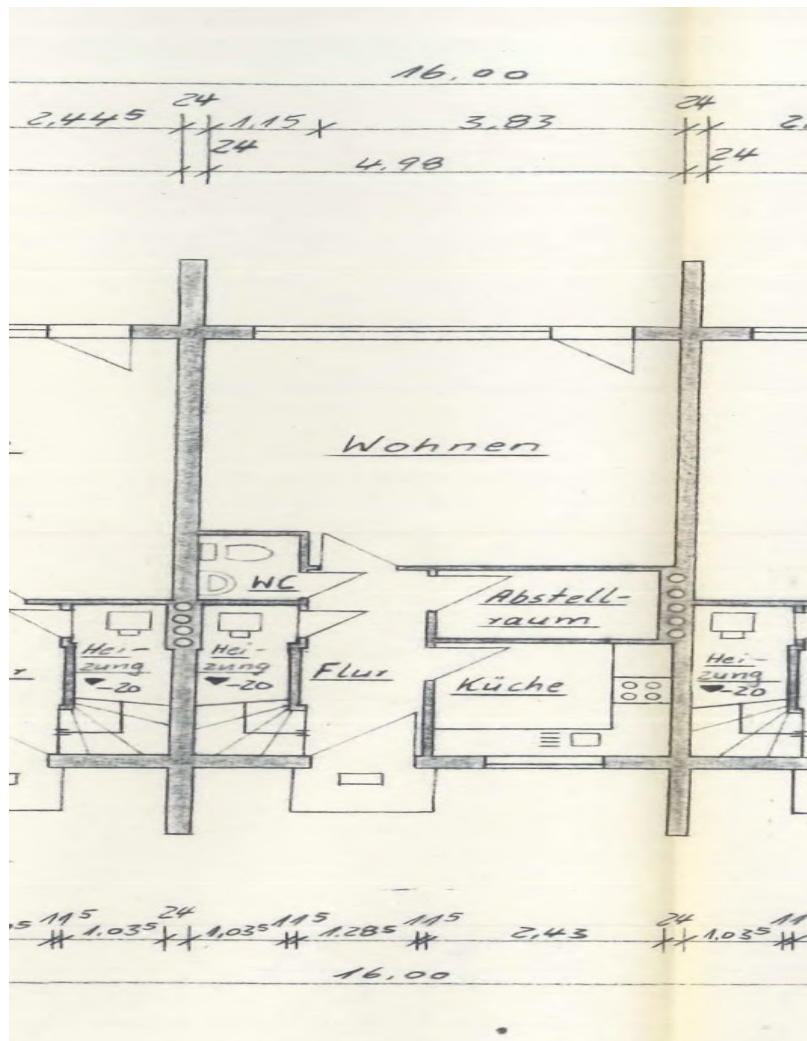 16.00
24 24
2,44⁵ 1.15 3,83 2.
24 24
4.98
Wohnen
WC
Abstell-
raum
Hei-
zung
-20
Hei-
zung
-20
Flur
Küche
Hei-
zung
-20
24 24
11⁵ 1.03⁵ 1,03⁵ 11⁵ 1.28⁵ 11⁵ 2,43 1,03⁵ 11
16.00